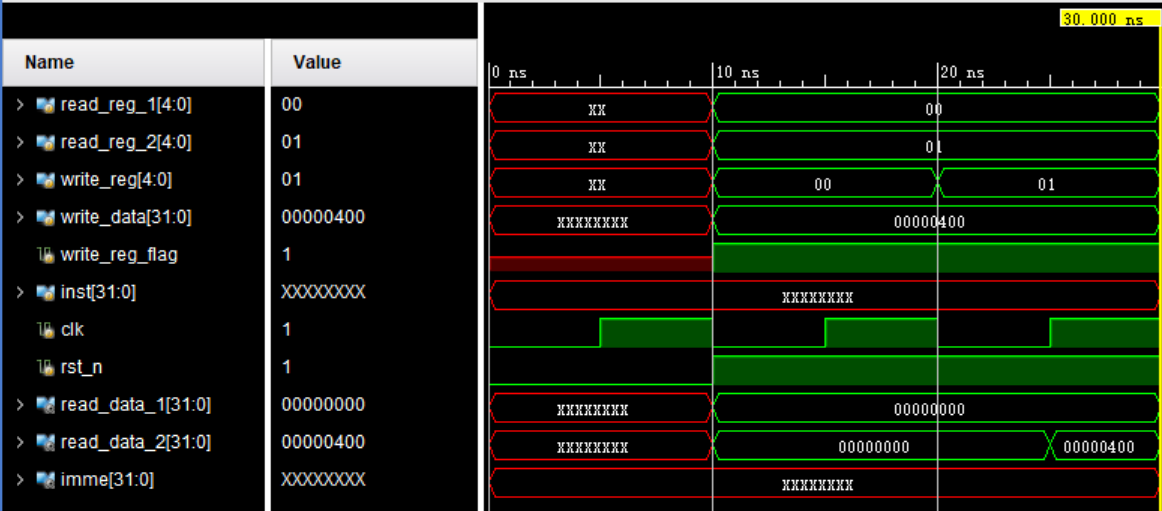 30.000 ns
Name Value
0 ns 10 ns 20 ns
read_reg_1[4:0] 00 XX 00
read_reg_2[4:0] 01 XX 01
write_reg[4:0] 01 XX 00 01
write_data[31:0] 00000400 XXXXXXXX 00000400
write_reg_flag 1
inst[31:0] XXXXXXXX XXXXXXXX
clk 1
rst_n 1
read_data_1[31:0] 00000000 XXXXXXXX 00000000
read_data_2[31:0] 00000400 XXXXXXXX 00000000 00000400
imme[31:0] XXXXXXXX XXXXXXXX